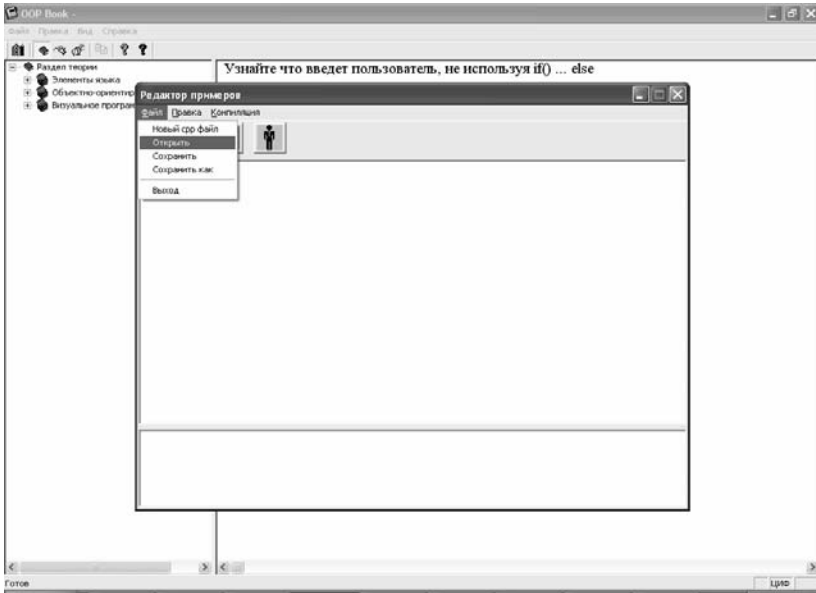 OOP Book -
Файл Правка Вид Справка
Раздел теории
Элементы языка
Объектно-ориентир
Визуальное програм
Узнайте что введет пользователь, не используя if() ... else
Редактор примеров
Файл Правка Компиляция
Новый cpp файл
Открыть
Сохранить
Сохранить как
Выход
Готов
ЦИФ